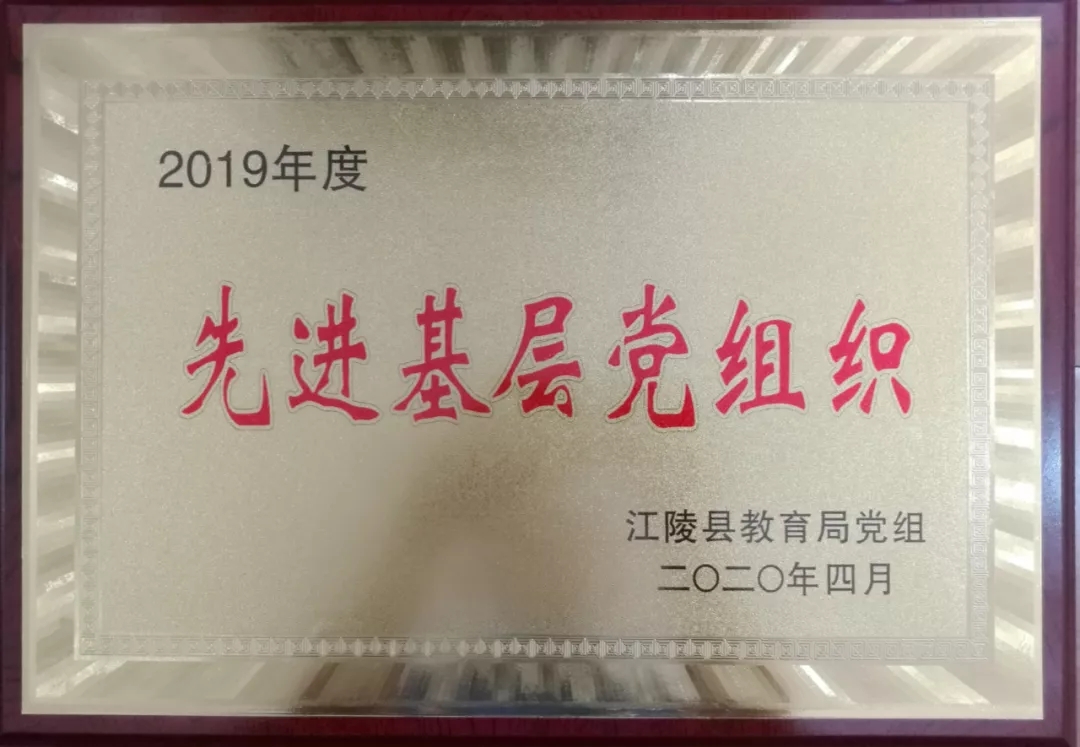 2019年度
先进基层党组织
江陵县教育局党组
二〇二〇年四月